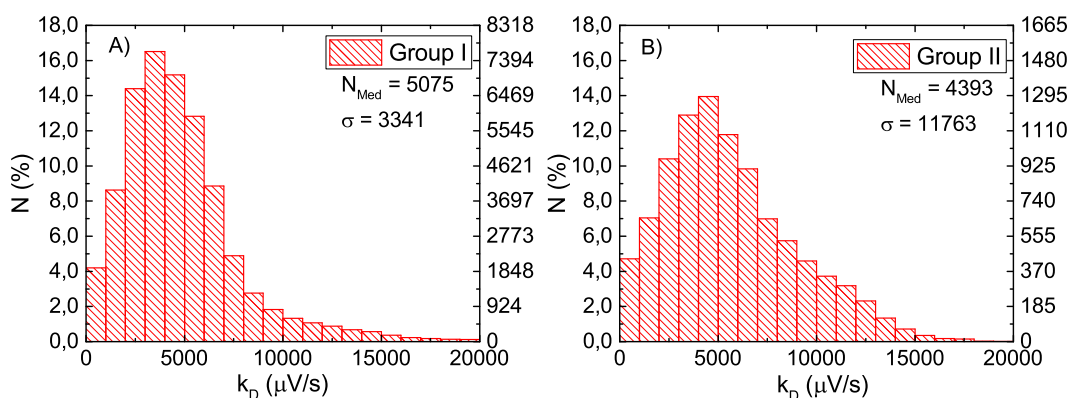 A)
Group I
N_Med = 5075
σ = 3341
N (%)
18,0
16,0
14,0
12,0
10,0
8,0
6,0
4,0
2,0
0,0
8318
7394
6469
5545
4621
3697
2773
1848
924
0
0 5000 10000 15000 20000
k_D (μV/s)
B)
Group II
N_Med = 4393
σ = 11763
N (%)
18,0
16,0
14,0
12,0
10,0
8,0
6,0
4,0
2,0
0,0
1665
1480
1295
1110
925
740
555
370
185
0
0 5000 10000 15000 20000
k_D (μV/s)